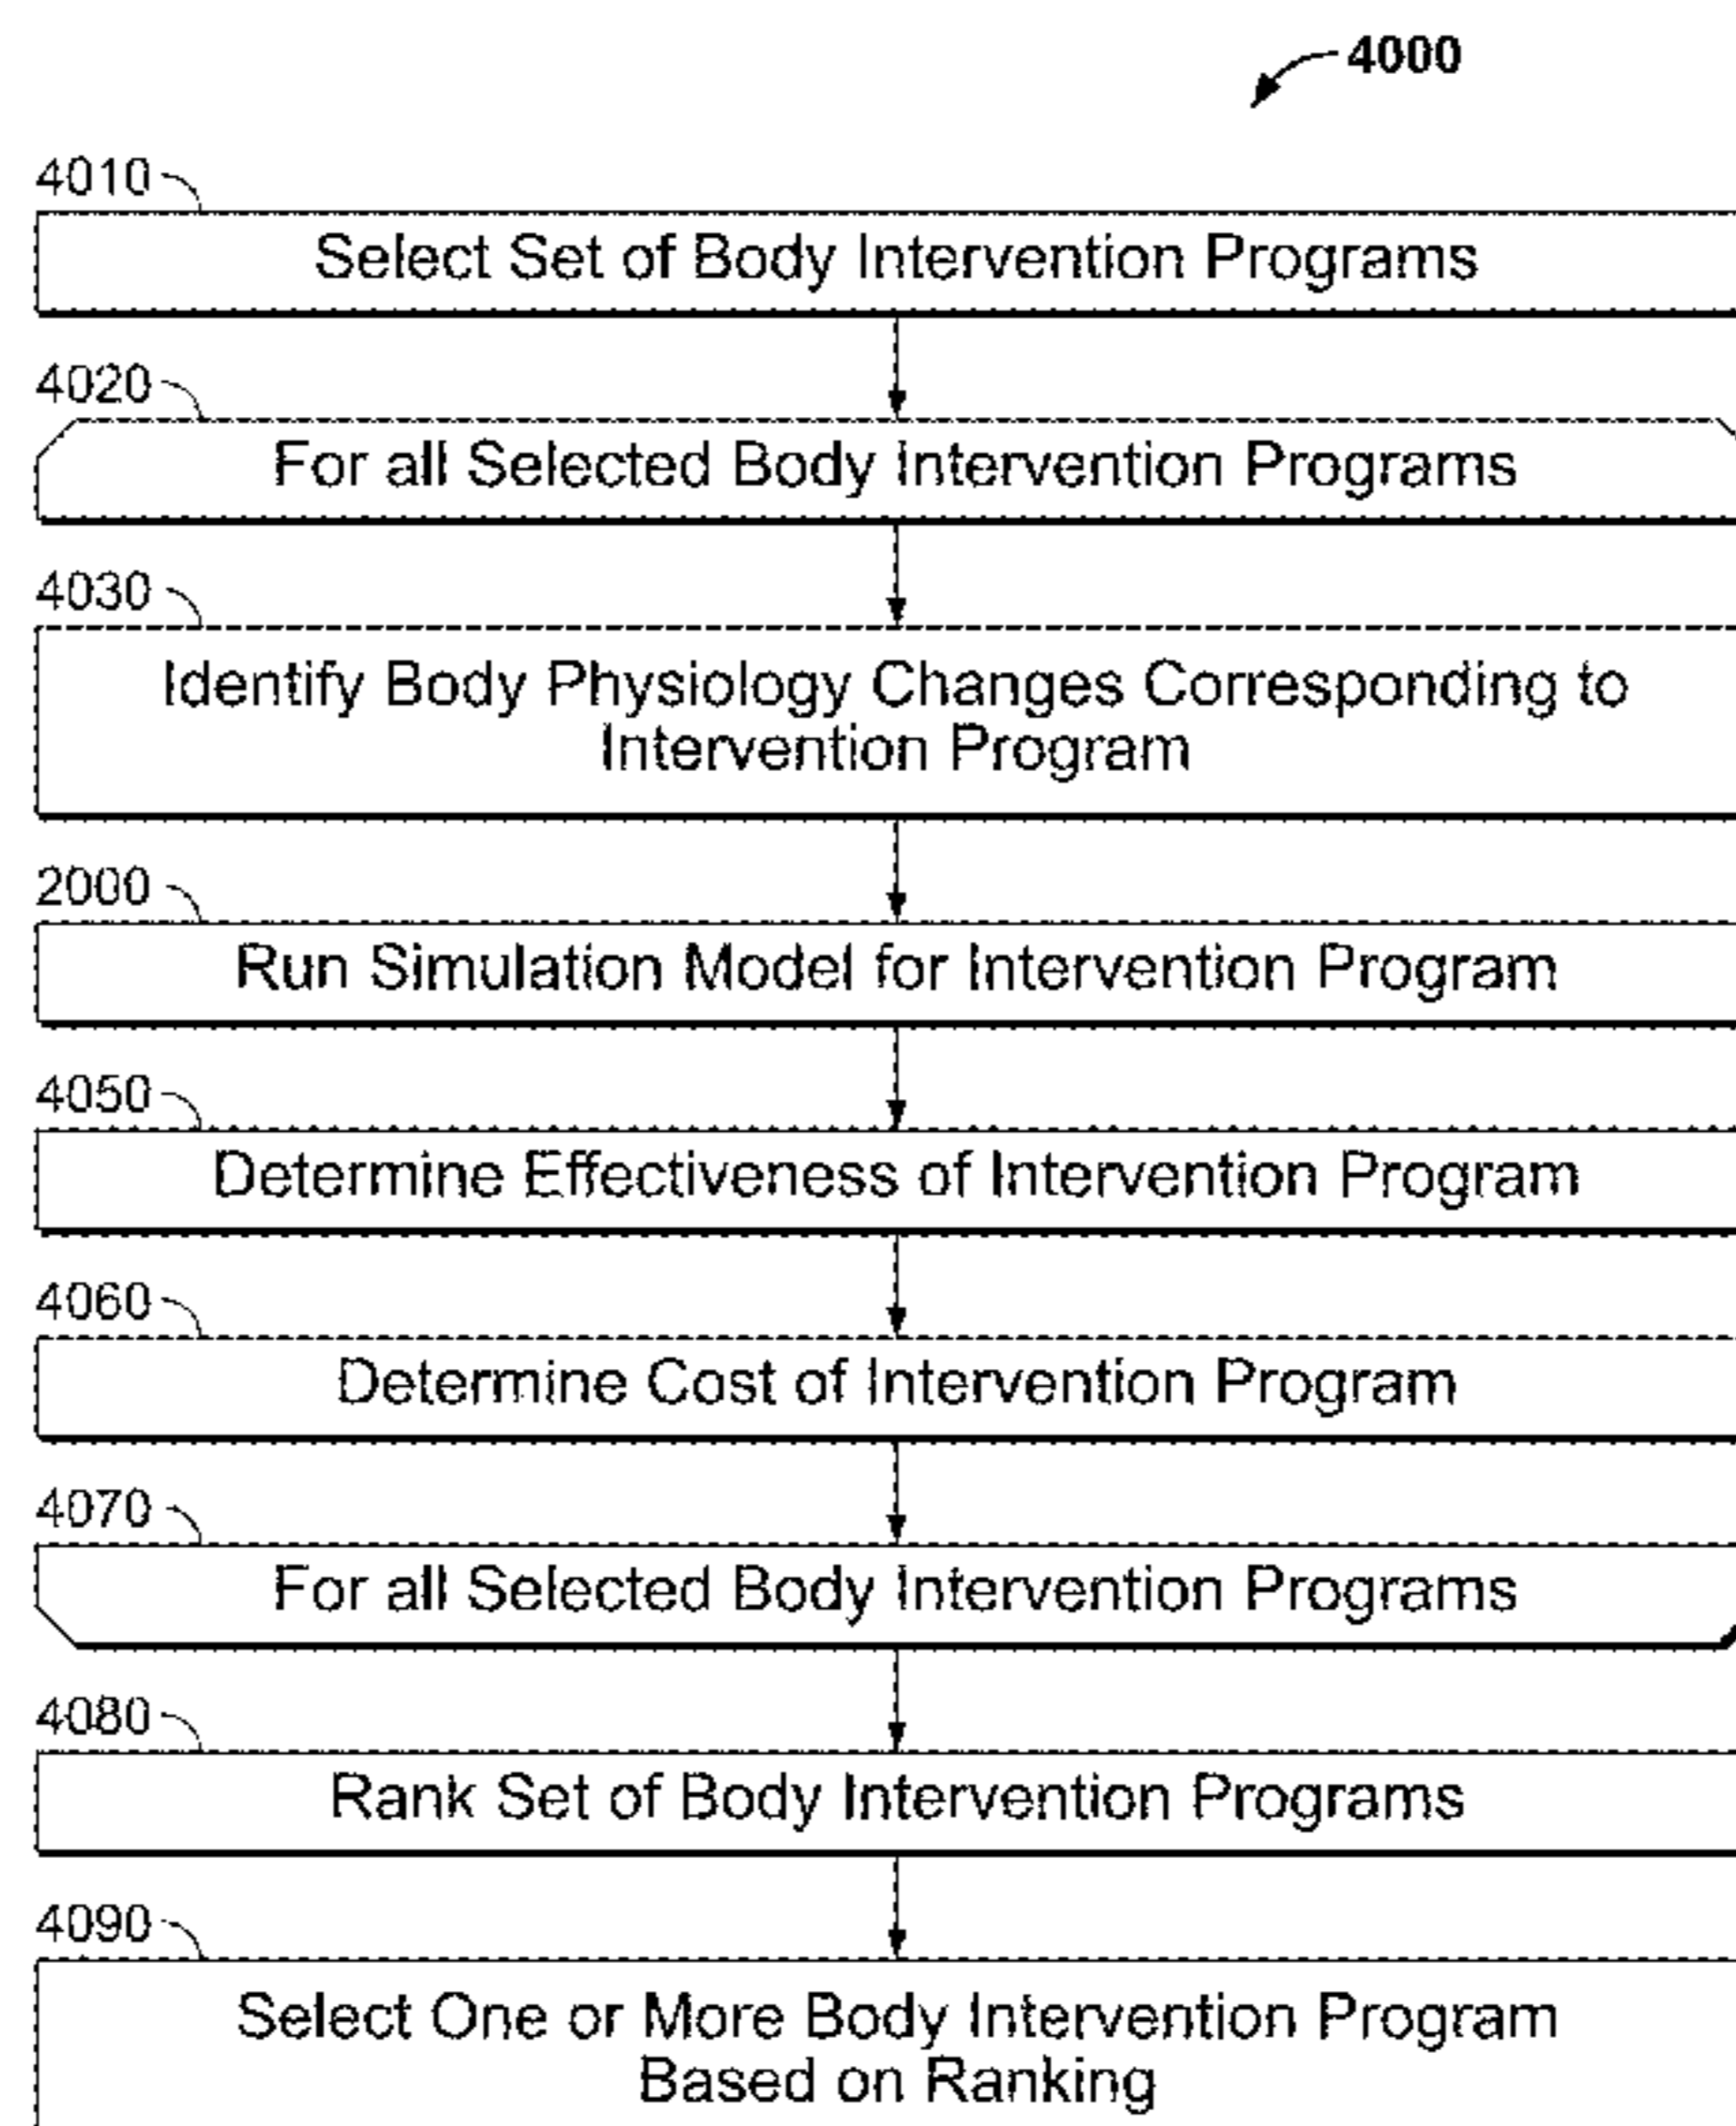 4000
4010
Select Set of Body Intervention Programs
4020
For all Selected Body Intervention Programs
4030
Identify Body Physiology Changes Corresponding to
Intervention Program
2000
Run Simulation Model for Intervention Program
4050
Determine Effectiveness of Intervention Program
4060
Determine Cost of Intervention Program
4070
For all Selected Body Intervention Programs
4080
Rank Set of Body Intervention Programs
4090
Select One or More Body Intervention Program
Based on Ranking